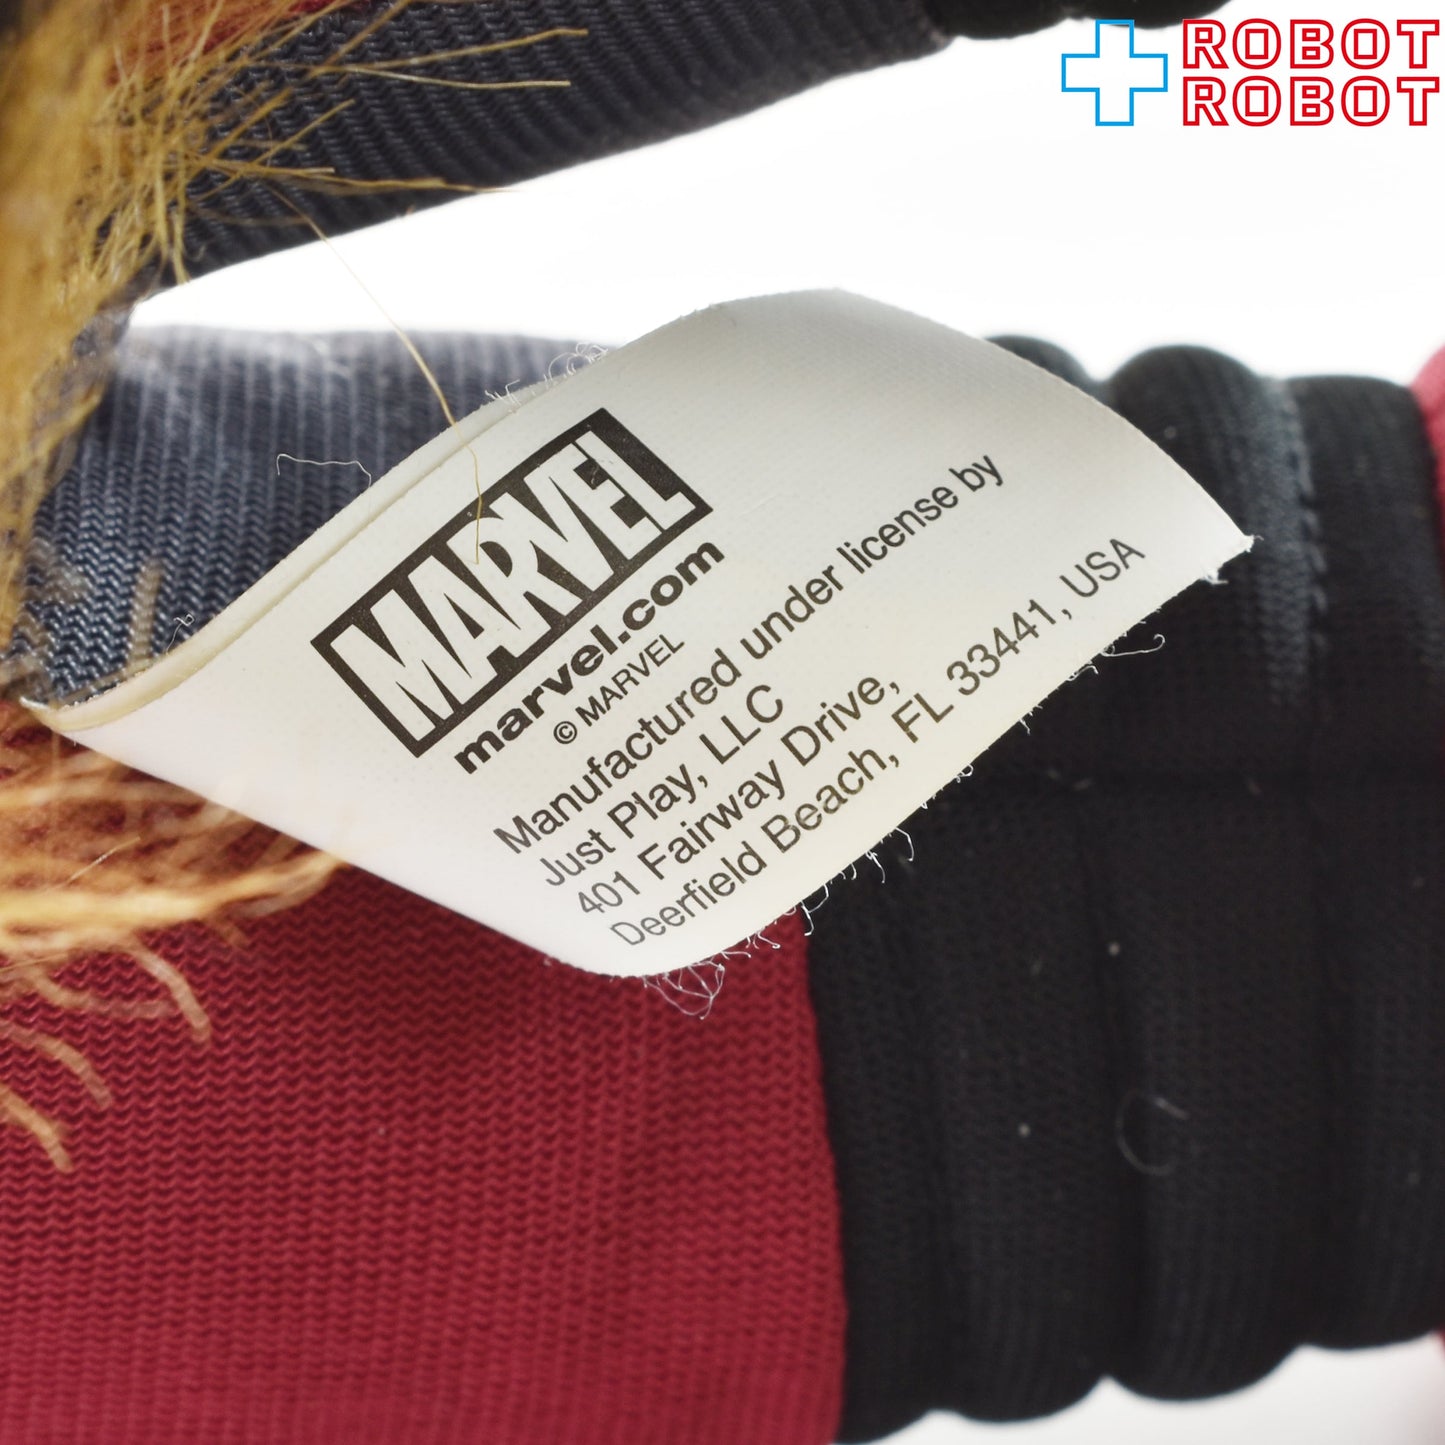 ROBOT
ROBOT
MARVEL
marvel.com
© MARVEL
Manufactured under license by
Just Play, LLC
401 Fairway Drive,
Deerfield Beach, FL 33441, USA